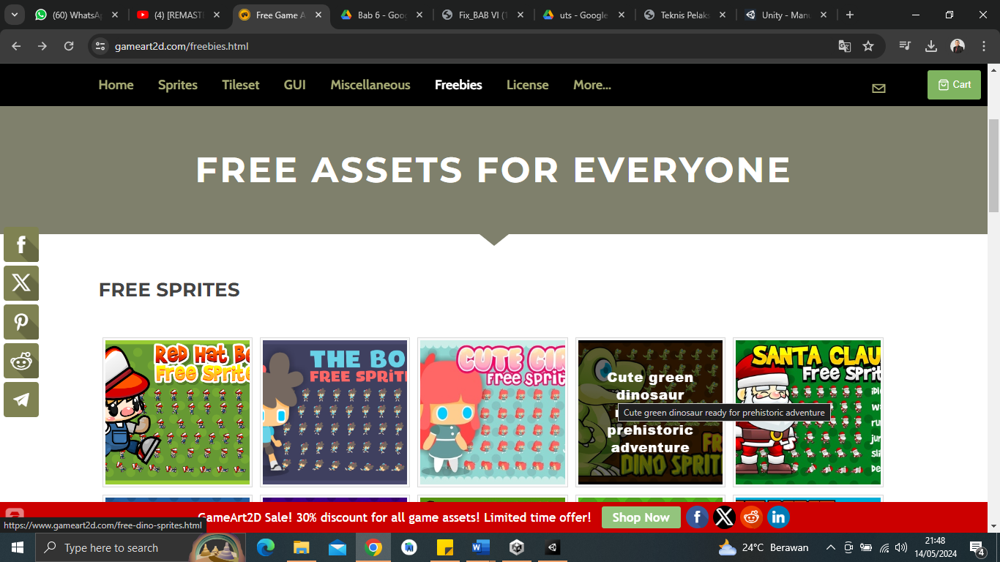 (60) WhatsA
(4) [REMAST
Free Game A
Bab 6 - Goo
Fix_BAB VI (1
uts - Google
Teknis Pelaks
Unity - Manu
gameart2d.com/freebies.html
Home
Sprites
Tileset
GUI
Miscellaneous
Freebies
License
More...
Cart
FREE ASSETS FOR EVERYONE
FREE SPRITES
RED HAT BO
FREE SPRITE
THE BO
FREE SPRIT
CUTE GIR
FREE SPRIT
Cute green
dinosaur
prehistoric
adventure
Cute green dinosaur ready for prehistoric adventure
FR
DINO SPRIT
SANTA CLAU
FREE SPRIT
GameArt2D Sale! 30% discount for all game assets! Limited time offer!
Shop Now
https://www.gameart2d.com/free-dino-sprites.html
Type here to search
24°C Berawan
21:48
14/05/2024
4